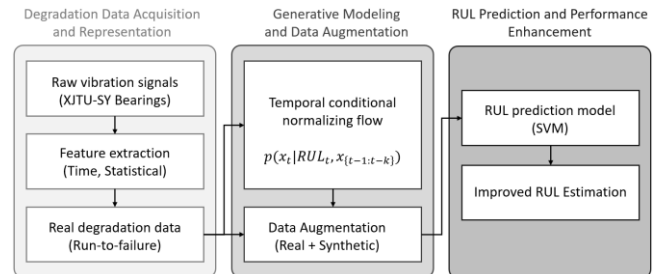 Degradation Data Acquisition
and Representation
Raw vibration signals
(XJTU-SY Bearings)
Feature extraction
(Time, Statistical)
Real degradation data
(Run-to-failure)
Generative Modeling
and Data Augmentation
Temporal conditional
normalizing flow
p(x_t|RUL_t, x_{t-1:t-k})
Data Augmentation
(Real + Synthetic)
RUL Prediction and Performance
Enhancement
RUL prediction model
(SVM)
Improved RUL Estimation